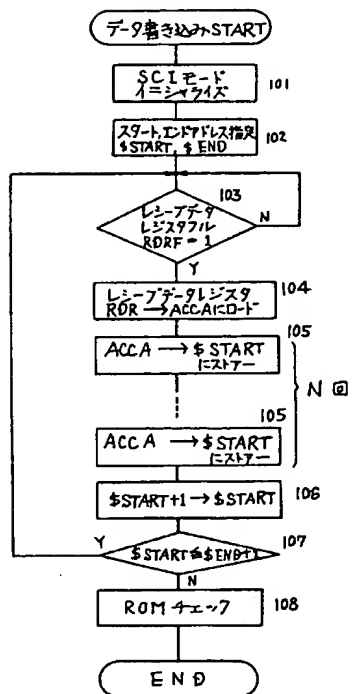 データ書き込みSTART
SCIモード
イニシャライズ
101
スタート,エンドアドレス指定
$START, $END
102
103
レシーブデータ
レジスタフル
RDRF=1
N
Y
104
レシーブデータレジスタ
RDR→ACCAにロード
105
ACCA→$START
にストアー
N回
105
ACCA→$START
にストアー
$START+1→$START
106
Y
107
$START≦$END+1
N
ROMチェック
108
END